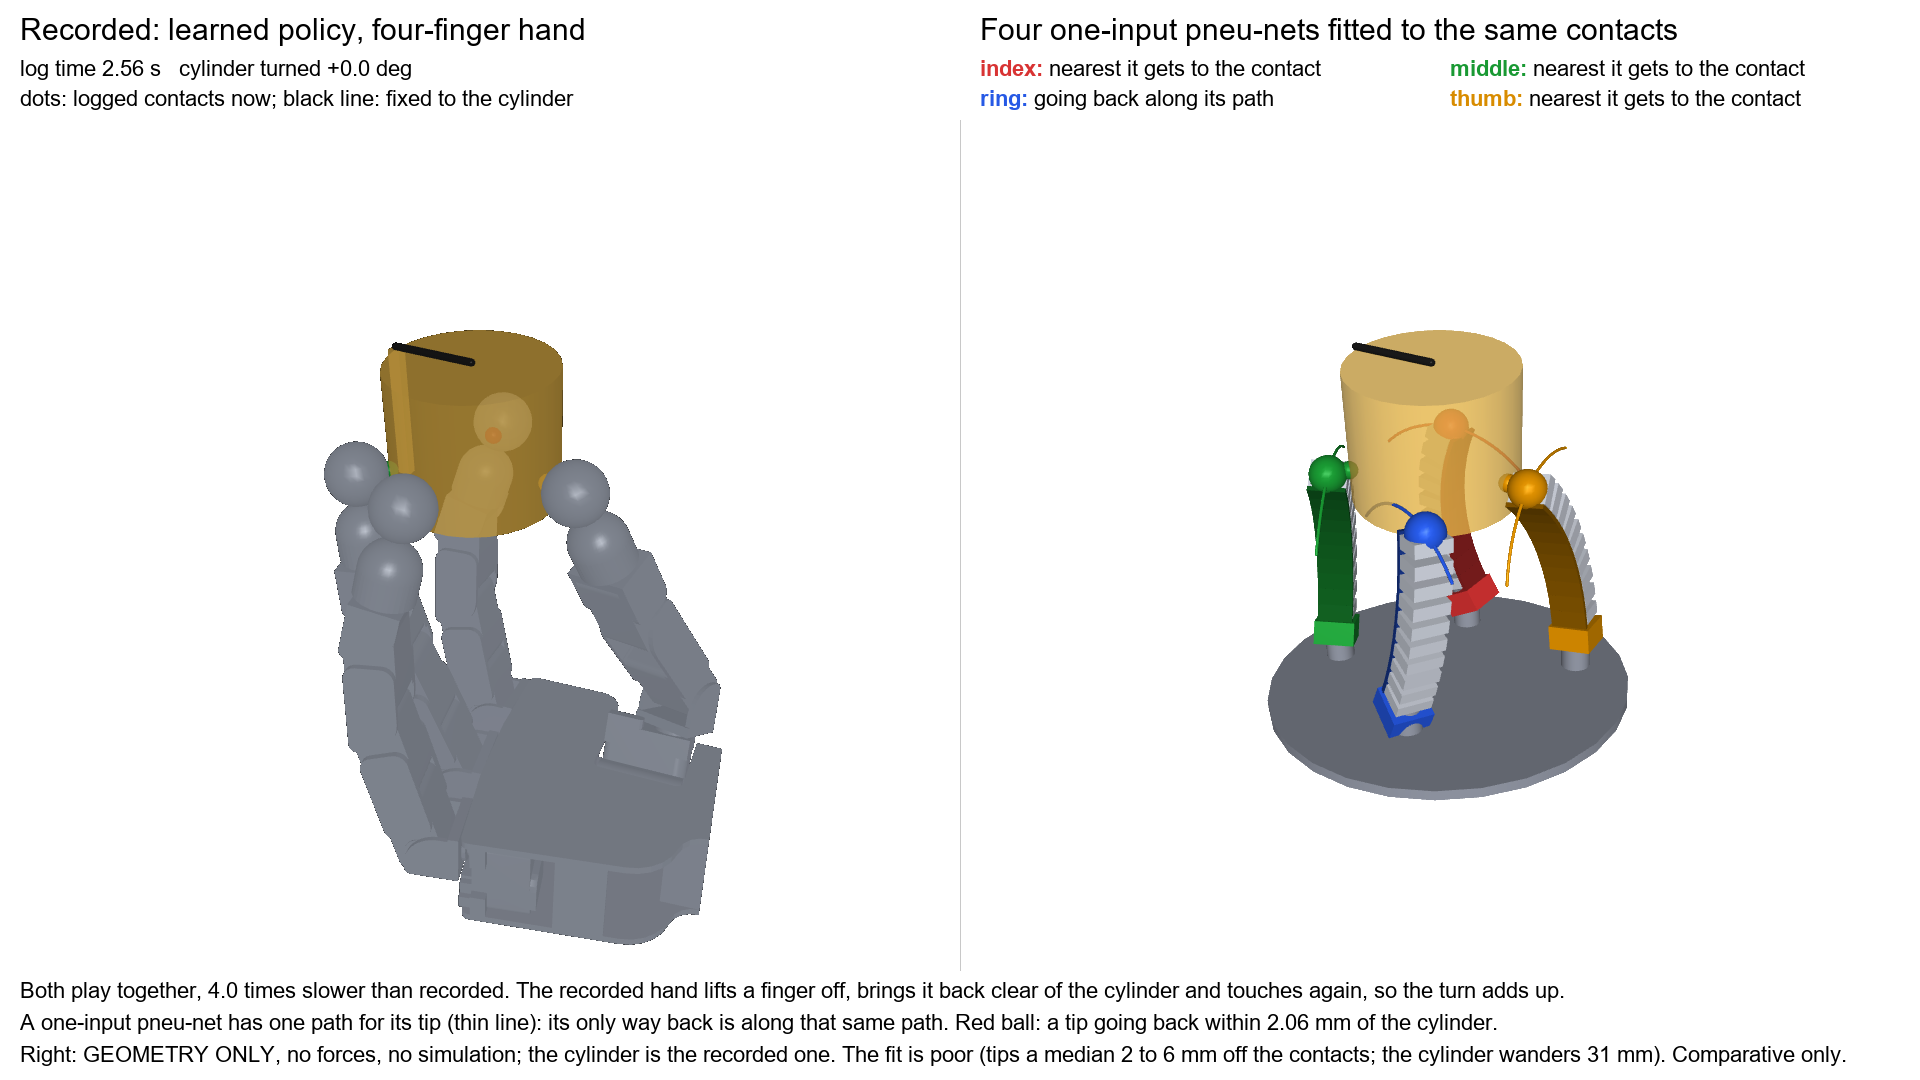 Recorded: learned policy, four-finger hand
log time 2.56 s   cylinder turned +0.0 deg
dots: logged contacts now; black line: fixed to the cylinder
Four one-input pneu-nets fitted to the same contacts
index: nearest it gets to the contact
middle: nearest it gets to the contact
ring: going back along its path
thumb: nearest it gets to the contact
Both play together, 4.0 times slower than recorded. The recorded hand lifts a finger off, brings it back clear of the cylinder and touches again, so the turn adds up.
A one-input pneu-net has one path for its tip (thin line): its only way back is along that same path. Red ball: a tip going back within 2.06 mm of the cylinder.
Right: GEOMETRY ONLY, no forces, no simulation; the cylinder is the recorded one. The fit is poor (tips a median 2 to 6 mm off the contacts; the cylinder wanders 31 mm). Comparative only.